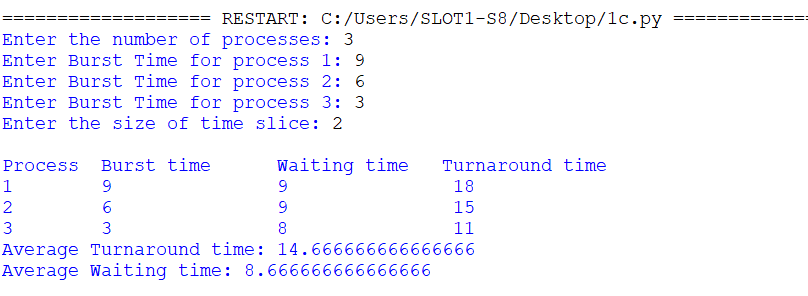 =================== RESTART: C:/Users/SLOT1-S8/Desktop/1c.py =============
Enter the number of processes: 3
Enter Burst Time for process 1: 9
Enter Burst Time for process 2: 6
Enter Burst Time for process 3: 3
Enter the size of time slice: 2
Process Burst time Waiting time Turnaround time
1 9 9 18
2 6 9 15
3 3 8 11
Average Turnaround time: 14.666666666666666
Average Waiting time: 8.666666666666666